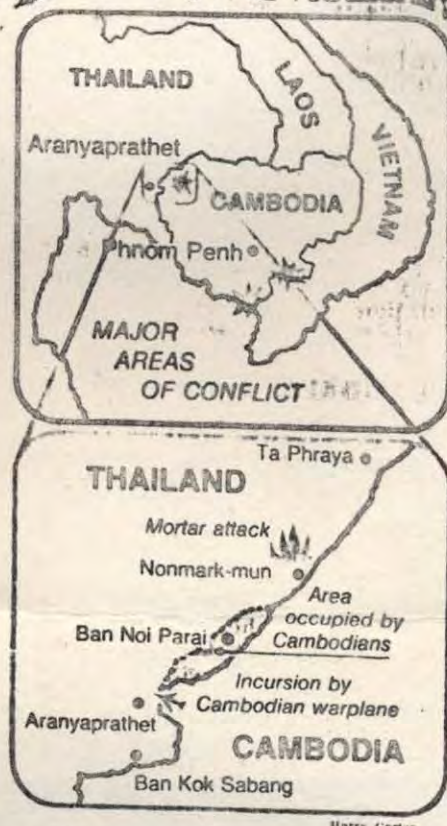 THAILAND
LAOS
VIETNAM
Aranyaprathet
CAMBODIA
Phnom Penh
MAJOR
AREAS
OF CONFLICT
Ta Phraya
THAILAND
Mortar attack
Nonmark-mun
Area
occupied by
Cambodians
Ban Noi Parai
Incursion by
Cambodian warplane
Aranyaprathet
CAMBODIA
Ban Kok Sabang